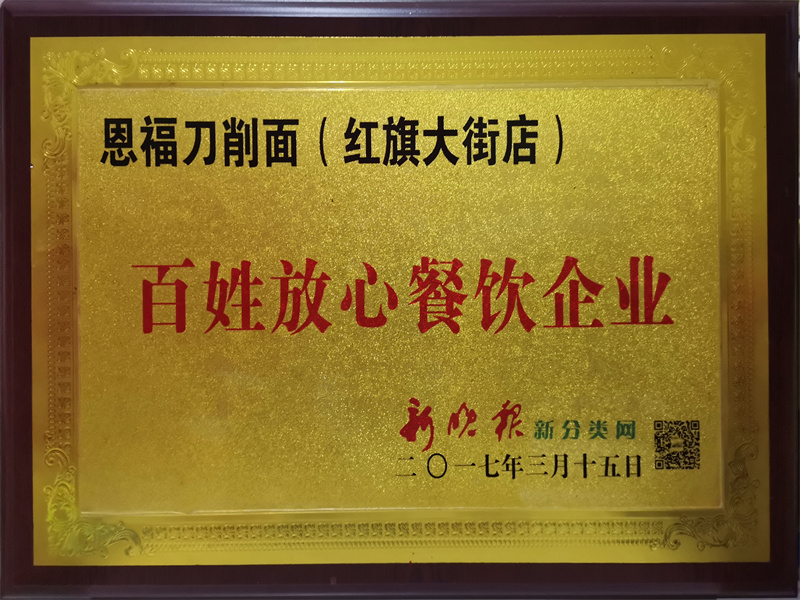 恩福刀削面（红旗大街店）
百姓放心餐饮企业
新晚报 新分类网
二〇一七年三月十五日